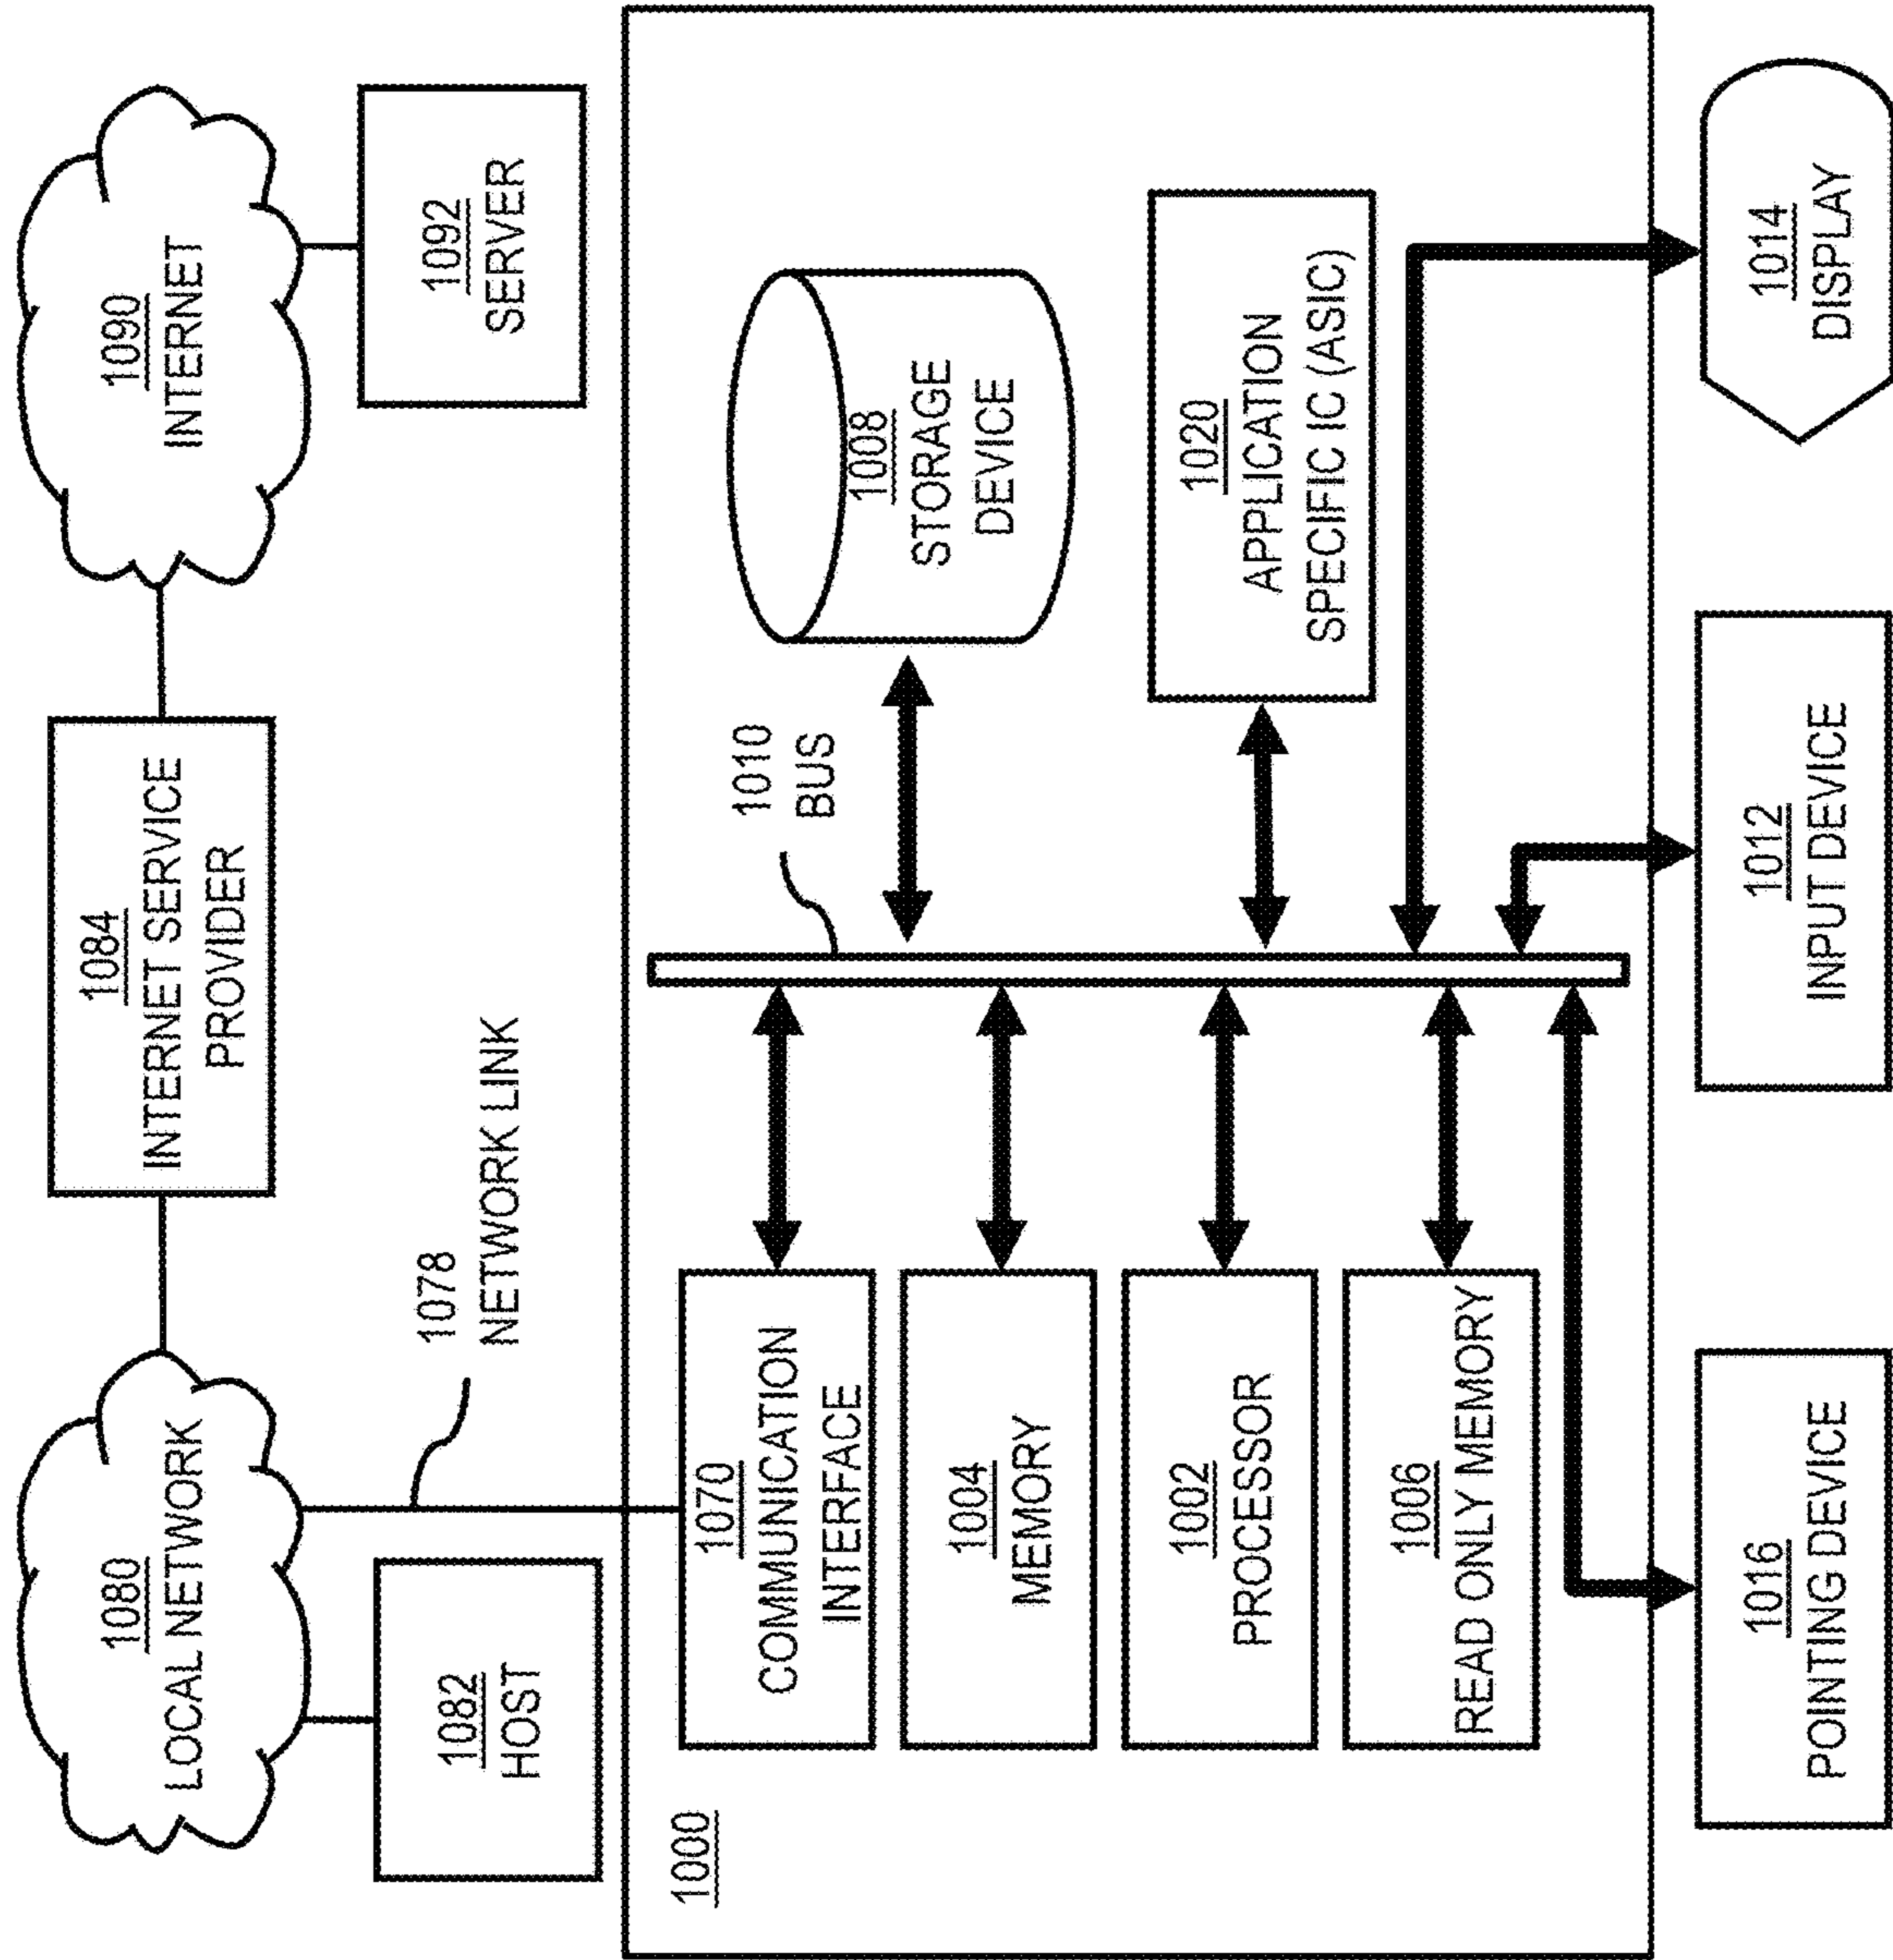 1080
LOCAL NETWORK
1084
INTERNET SERVICE
PROVIDER
1090
INTERNET
1082
HOST
1078
NETWORK LINK
1092
SERVER
1000
1070
COMMUNICATION
INTERFACE
1010
BUS
1008
STORAGE
DEVICE
1004
MEMORY
1002
PROCESSOR
1020
APPLICATION
SPECIFIC IC (ASIC)
1006
READ ONLY MEMORY
1016
POINTING DEVICE
1012
INPUT DEVICE
1014
DISPLAY